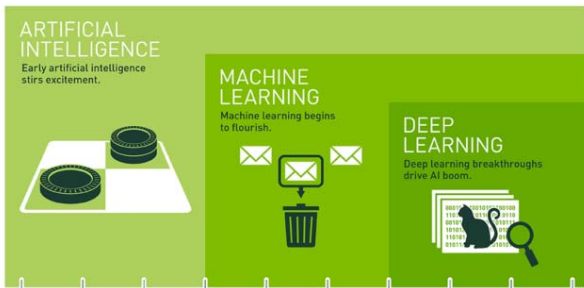 ARTIFICIAL
INTELLIGENCE
Early artificial intelligence
stirs excitement.
MACHINE
LEARNING
Machine learning begins
to flourish.
DEEP
LEARNING
Deep learning breakthroughs
drive AI boom.